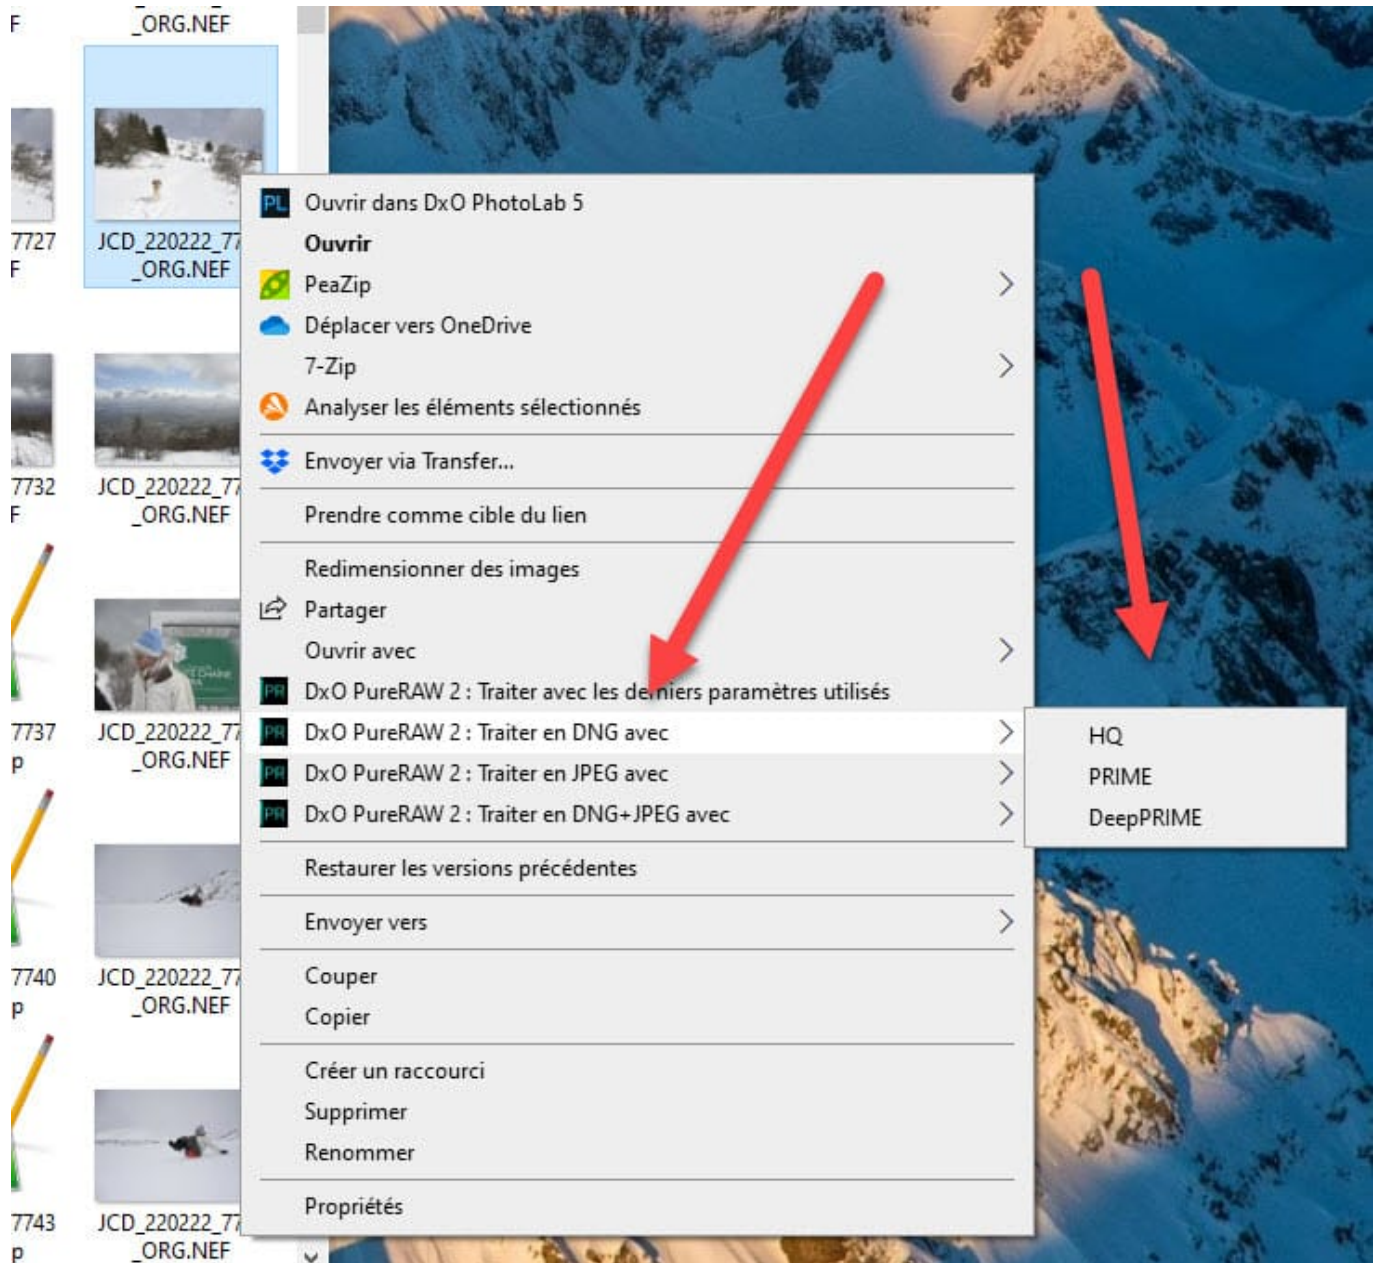 F
_ORG.NEF
7727
F
JCD_220222_77
_ORG.NEF
7732
F
JCD_220222_77
_ORG.NEF
7737
p
JCD_220222_77
_ORG.NEF
7740
p
JCD_220222_77
_ORG.NEF
7743
p
JCD_220222_77
_ORG.NEF
PL Ouvrir dans DxO PhotoLab 5
Ouvrir
PeaZip
Déplacer vers OneDrive
7-Zip
Analyser les éléments sélectionnés
Envoyer via Transfer...
Prendre comme cible du lien
Redimensionner des images
Partager
Ouvrir avec
PR DxO PureRAW 2 : Traiter avec les derniers paramètres utilisés
PR DxO PureRAW 2 : Traiter en DNG avec
PR DxO PureRAW 2 : Traiter en JPEG avec
PR DxO PureRAW 2 : Traiter en DNG+JPEG avec
Restaurer les versions précédentes
Envoyer vers
Couper
Copier
Créer un raccourci
Supprimer
Renommer
Propriétés
HQ
PRIME
DeepPRIME